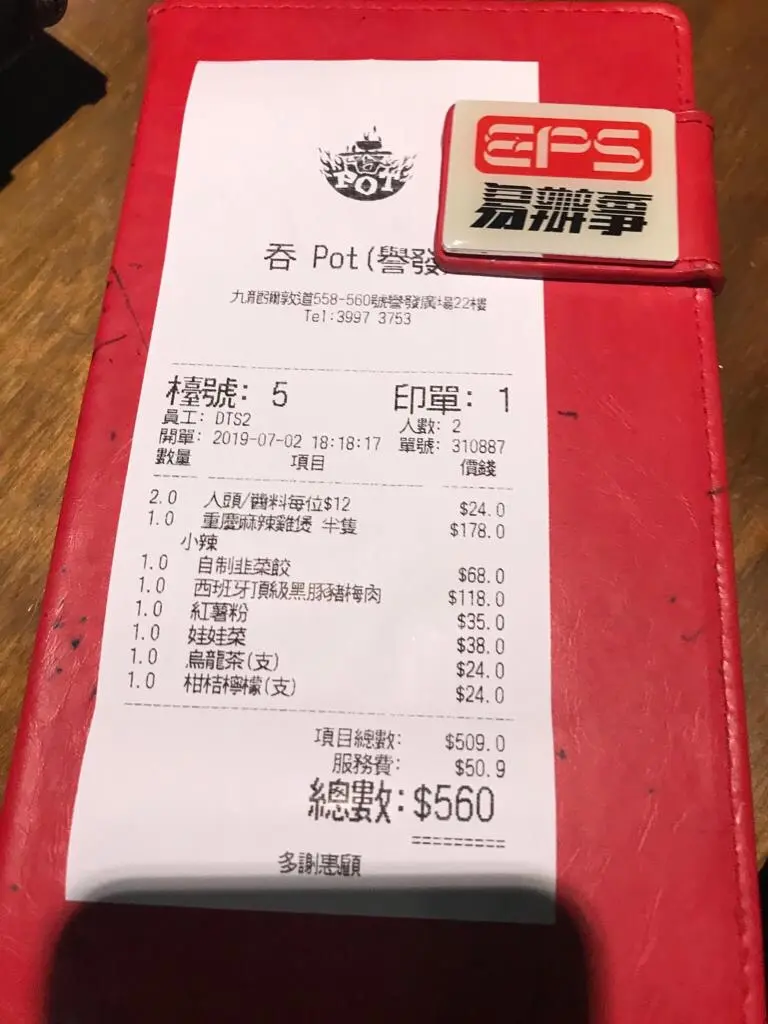 吞
POT
EPS
易辦事
吞 Pot(譽發
九龍彌敦道558-560號譽發廣場22樓
Tel:3997 3753
檯號: 5 印單: 1
員工: DTS2 人數: 2
開單: 2019-07-02 18:18:17 單號: 310887
數量 項目 價錢
2.0 人頭/醬料每位$12 $24.0
1.0 重慶麻辣雞煲 半隻 $178.0
小辣
1.0 自制韭菜餃 $68.0
1.0 西班牙頂級黑豚豬梅肉 $118.0
1.0 紅薯粉 $35.0
1.0 娃娃菜 $38.0
1.0 烏龍茶(支) $24.0
1.0 柑桔檸檬(支) $24.0
項目總數: $509.0
服務費: $50.9
總數: $560
=========
多謝惠顧